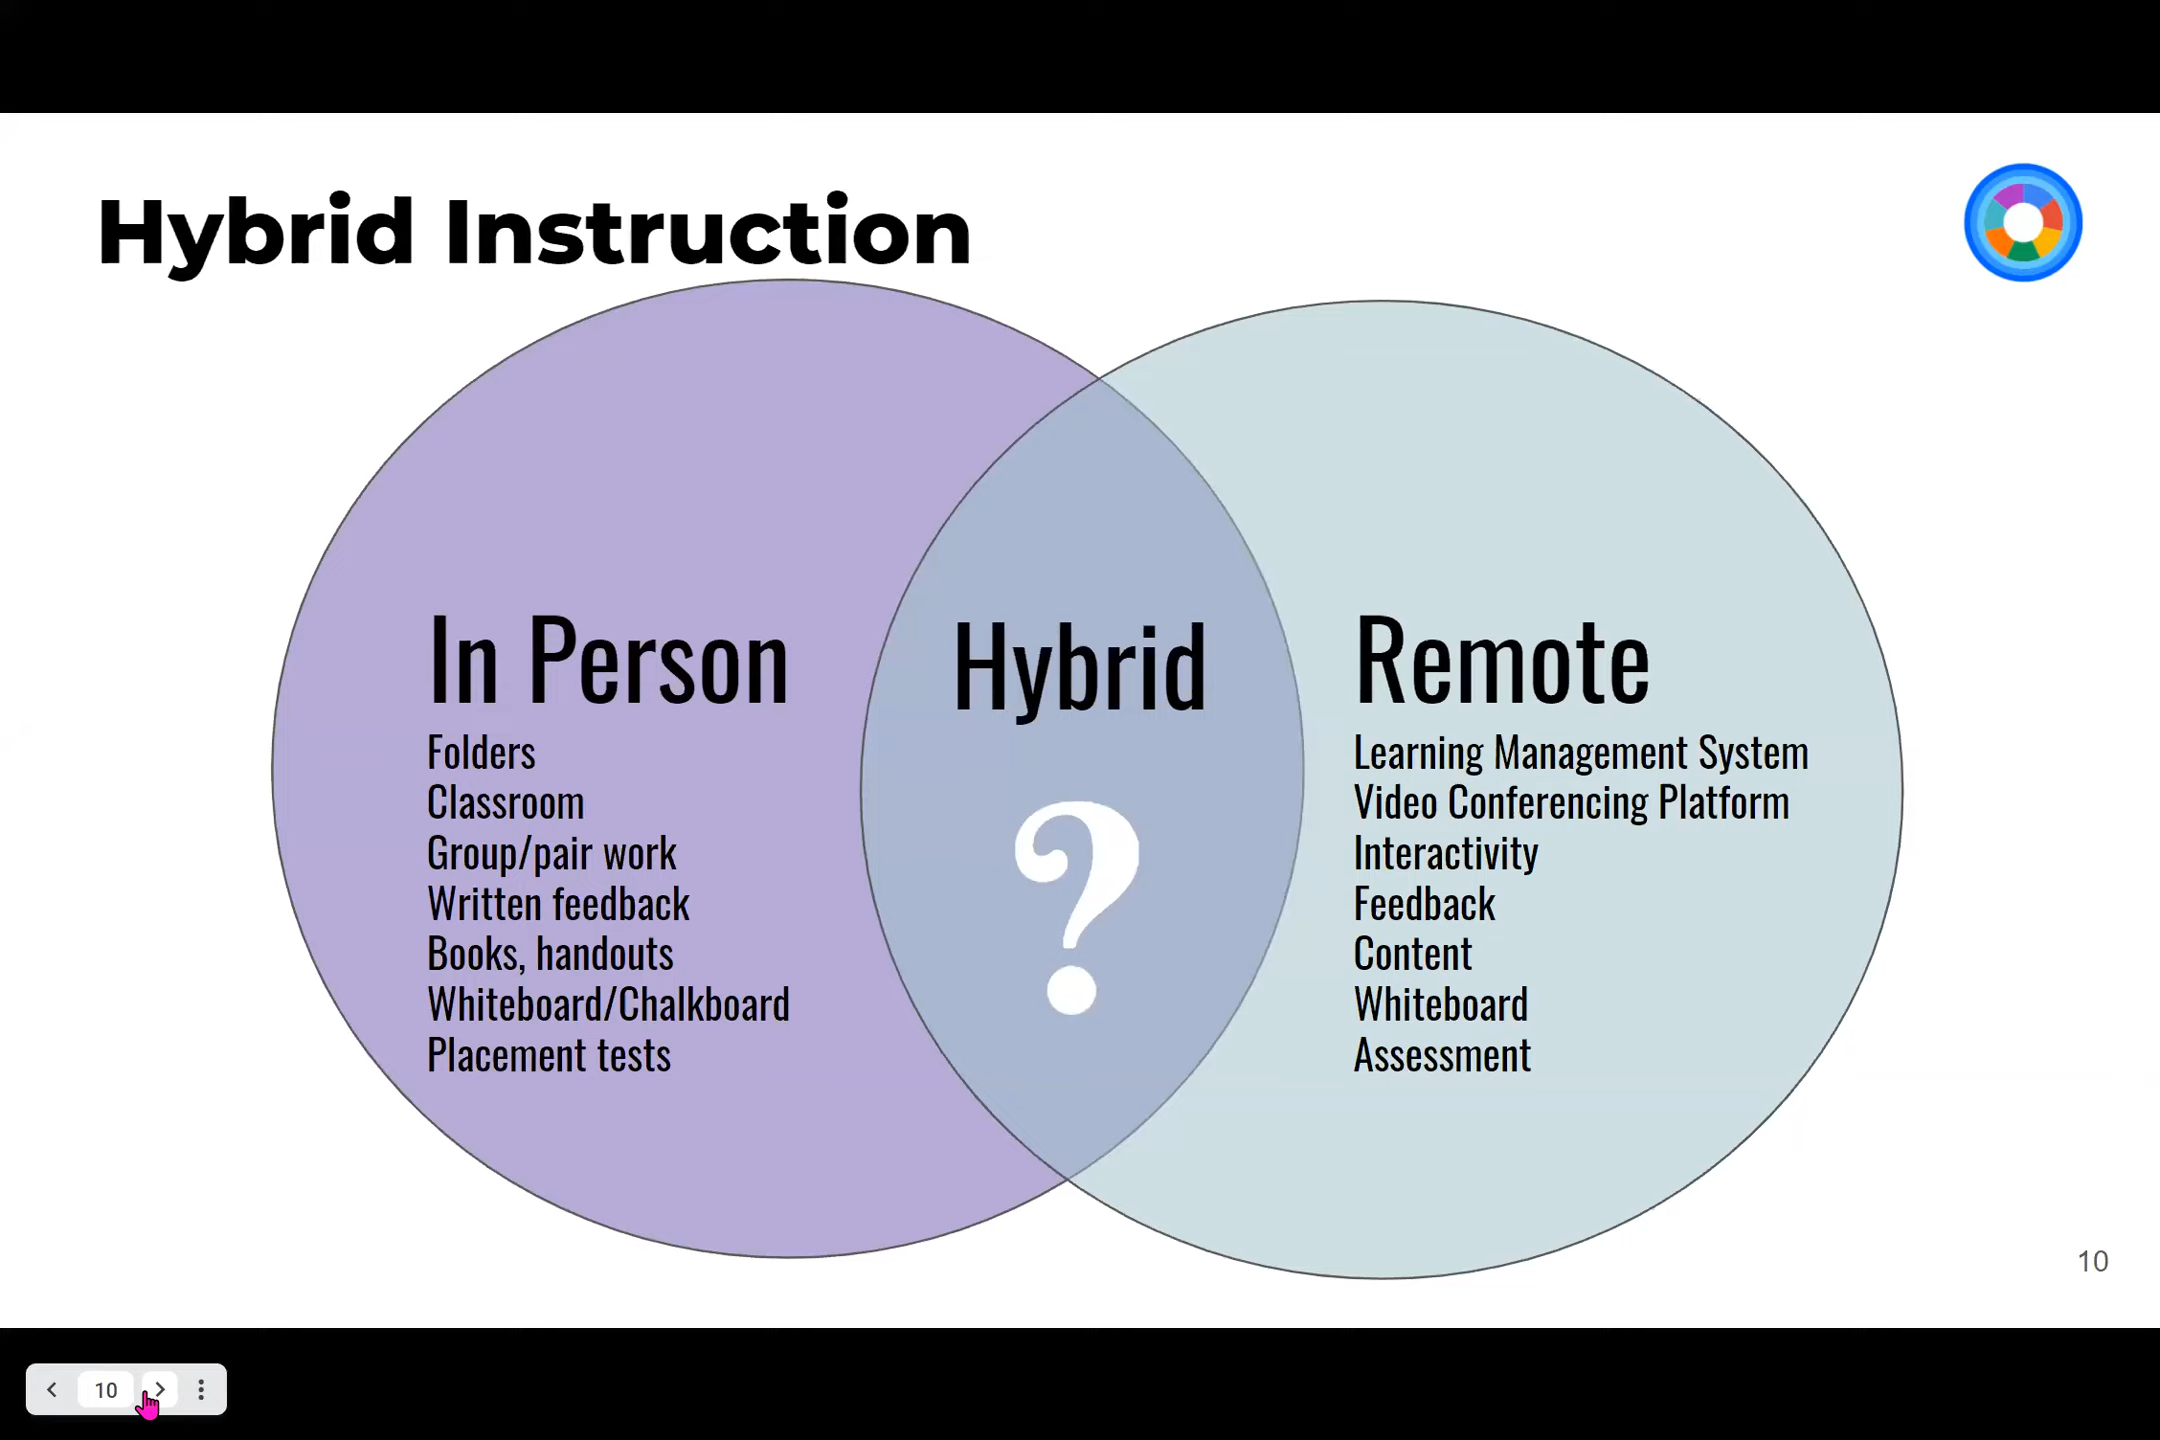 Hybrid Instruction
In Person
Folders
Classroom
Group/pair work
Written feedback
Books, handouts
Whiteboard/Chalkboard
Placement tests
Hybrid
?
Remote
Learning Management System
Video Conferencing Platform
Interactivity
Feedback
Content
Whiteboard
Assessment
10
10